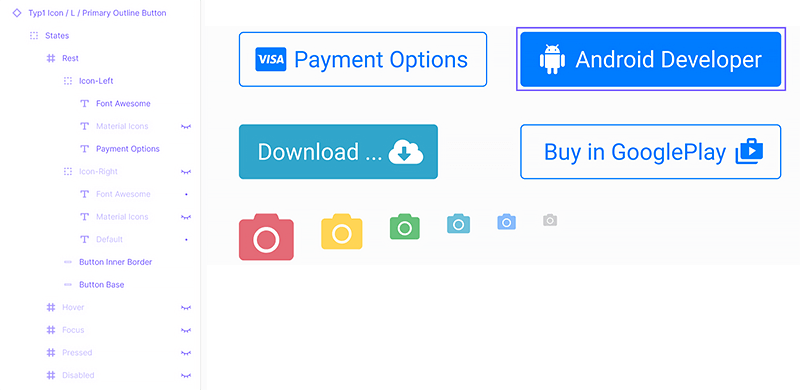 Typ1 Icon / L / Primary Outline Button
States
Rest
Icon-Left
Font Awesome
Material Icons
Payment Options
Icon-Right
Font Awesome
Material Icons
Default
Button Inner Border
Button Base
Hover
Focus
Pressed
Disabled
VISA Payment Options
Android Developer
Download ...
Buy in GooglePlay